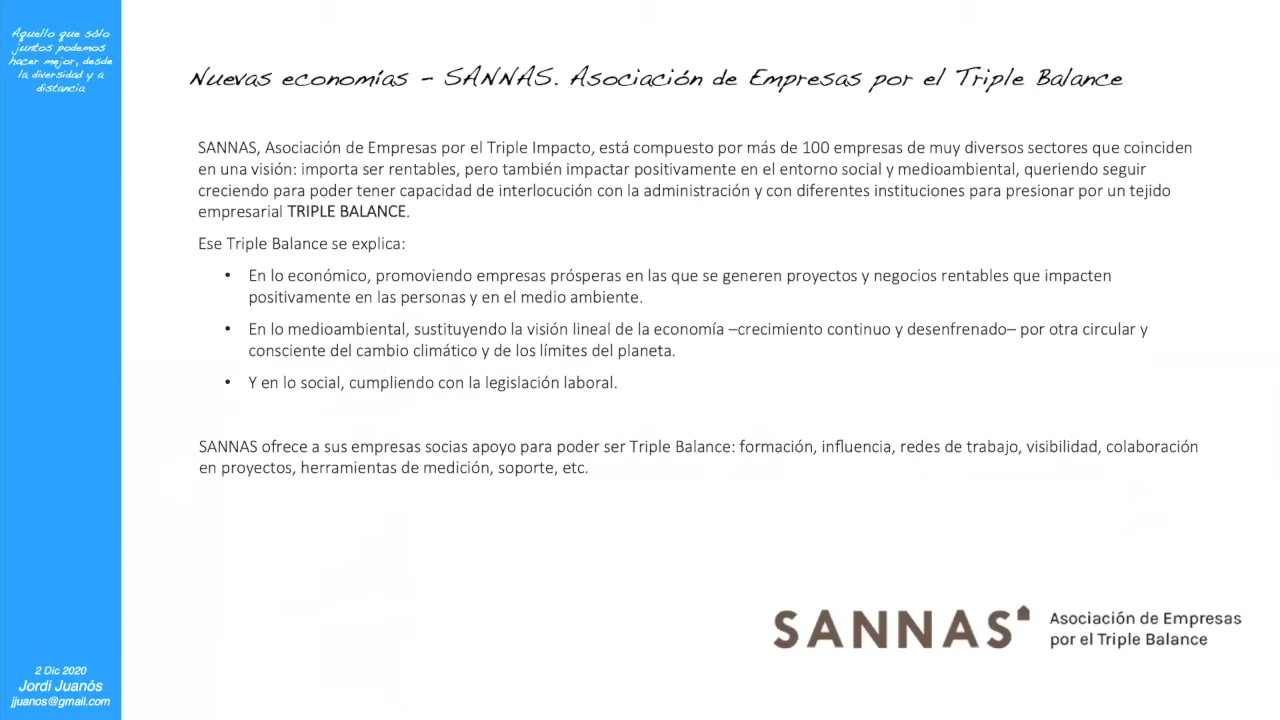 Aquello que sólo
juntos podemos
hacer mejor, desde
la diversidad y a
distancia
Nuevas economías - SANNAS. Asociación de Empresas por el Triple Balance
SANNAS, Asociación de Empresas por el Triple Impacto, está compuesto por más de 100 empresas de muy diversos sectores que coinciden
en una visión: importa ser rentables, pero también impactar positivamente en el entorno social y medioambiental, queriendo seguir
creciendo para poder tener capacidad de interlocución con la administración y con diferentes instituciones para presionar por un tejido
empresarial TRIPLE BALANCE.
Ese Triple Balance se explica:
• En lo económico, promoviendo empresas prósperas en las que se generen proyectos y negocios rentables que impacten
positivamente en las personas y en el medio ambiente.
• En lo medioambiental, sustituyendo la visión lineal de la economía –crecimiento continuo y desenfrenado– por otra circular y
consciente del cambio climático y de los límites del planeta.
• Y en lo social, cumpliendo con la legislación laboral.
SANNAS ofrece a sus empresas socias apoyo para poder ser Triple Balance: formación, influencia, redes de trabajo, visibilidad, colaboración
en proyectos, herramientas de medición, soporte, etc.
SANNAS
Asociación de Empresas
por el Triple Balance
2 Dic 2020
Jordi Juanós
jjuanos@gmail.com